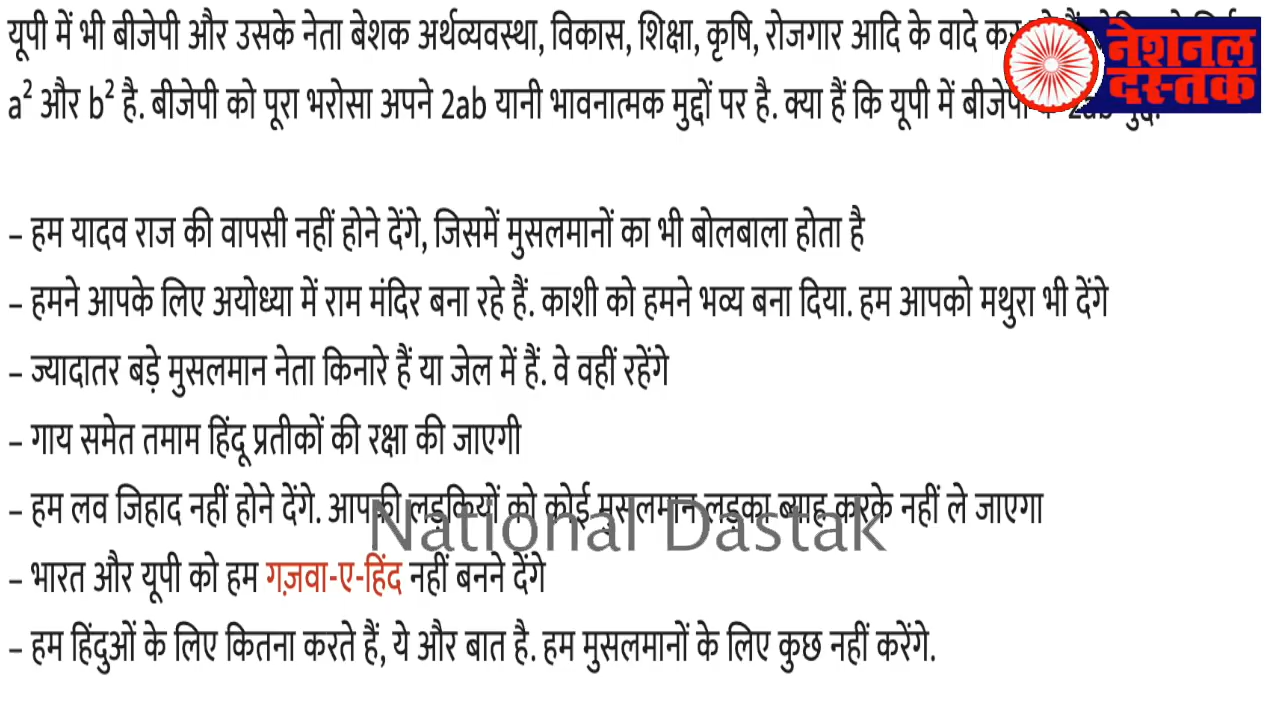 यूपी में भी बीजेपी और उसके नेता बेशक अर्थव्यवस्था, विकास, शिक्षा, कृषि, रोजगार आदि के वादे कर
नेशनल
दस्तक
a² और b² है. बीजेपी को पूरा भरोसा अपने 2ab यानी भावनात्मक मुद्दों पर है. क्या हैं कि यूपी में बीजेपी 2ab
– हम यादव राज की वापसी नहीं होने देंगे, जिसमें मुसलमानों का भी बोलबाला होता है
– हमने आपके लिए अयोध्या में राम मंदिर बना रहे हैं. काशी को हमने भव्य बना दिया. हम आपको मथुरा भी देंगे
– ज्यादातर बड़े मुसलमान नेता किनारे हैं या जेल में हैं. वे वहीं रहेंगे
– गाय समेत तमाम हिंदू प्रतीकों की रक्षा की जाएगी
– हम लव जिहाद नहीं होने देंगे. आपकी लड़कियों को कोई मुसलमान लड़का ब्याह करके नहीं ले जाएगा
National Dastak
– भारत और यूपी को हम गज़वा-ए-हिंद नहीं बनने देंगे
– हम हिंदुओं के लिए कितना करते हैं, ये और बात है. हम मुसलमानों के लिए कुछ नहीं करेंगे.